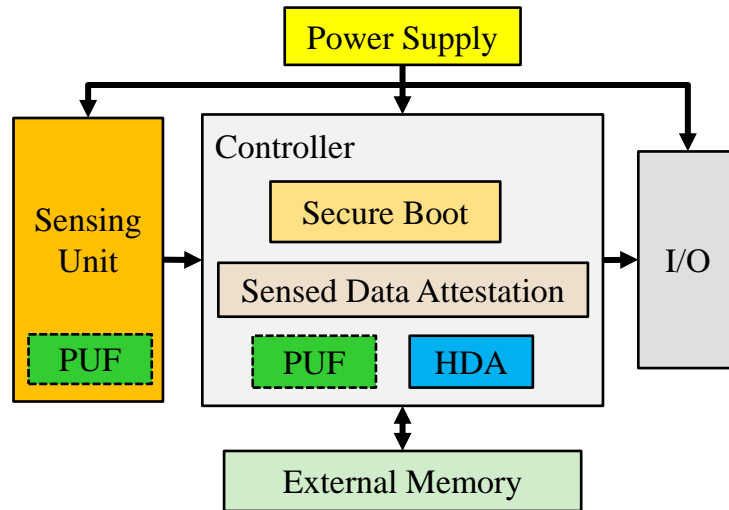 Power Supply
Controller
Secure Boot
Sensing
Unit
I/O
Sensed Data Attestation
PUF
PUF
HDA
External Memory